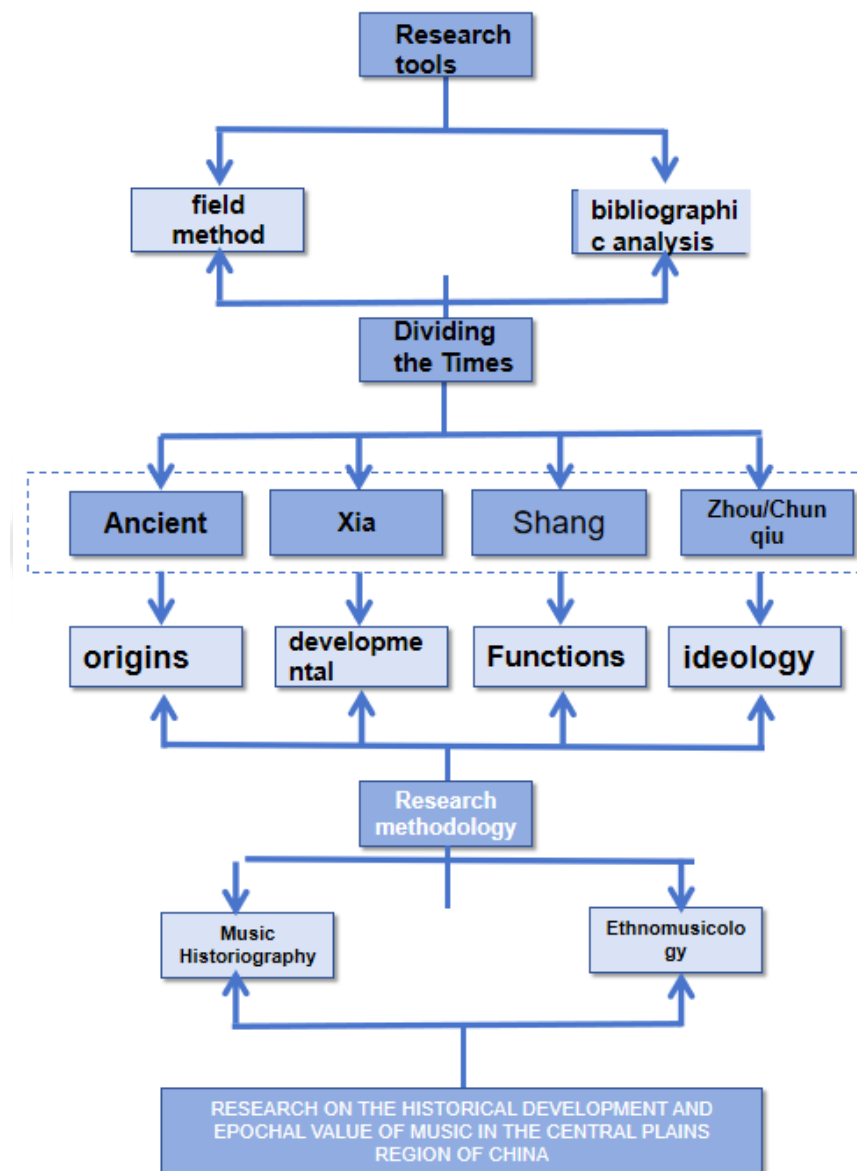 Research
tools
field
method
bibliographi
c analysis
Dividing
the Times
Ancient
Xia
Shang
Zhou/Chun
qiu
origins
developme
ntal
Functions
ideology
Research
methodology
Music
Historiography
Ethnomusicolo
gy
RESEARCH ON THE HISTORICAL DEVELOPMENT AND
EPOCHAL VALUE OF MUSIC IN THE CENTRAL PLAINS
REGION OF CHINA